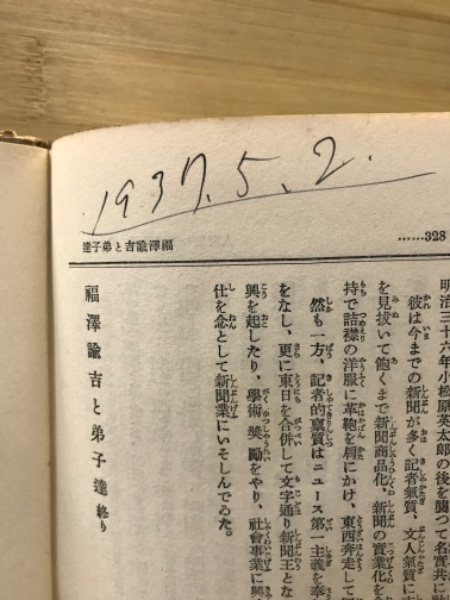 1937.5.2.
福澤諭吉と弟子達
……328
明治三十六年小松原英太郎の後を襲つて名實共に
彼は今までの新聞が多く記者氣質、文人氣質に
を見拔いて飽くまで新聞商品化、新聞の實業化を
持で詰襟の洋服に革鞄を肩にかけ、東西奔走して
然も一方、記者的禀質はニュース第一主義を奉
をなし、更に東日を合併して文字通り新聞王とな
興を起したり、學術獎勵をやり、社會事業に興
仕を念として新聞業にいそしんでゐた。
福澤諭吉と弟子達 終り